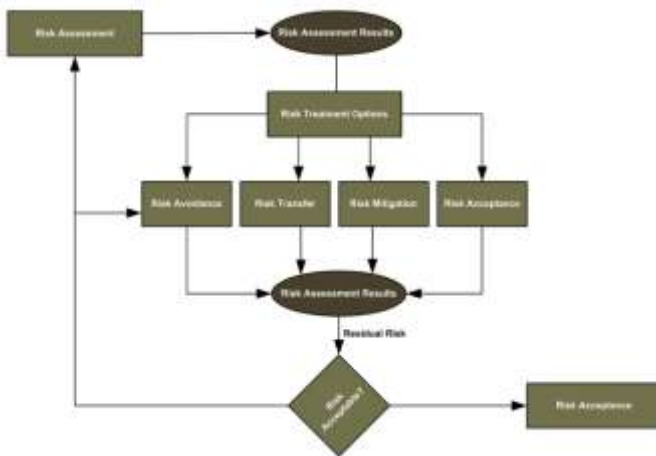 Risk Assessment
Risk Assessment Results
Risk Treatment Options
Risk Avoidance
Risk Transfer
Risk Mitigation
Risk Acceptance
Risk Assessment Results
Residual Risk
Risk
Acceptable?
Risk Acceptance